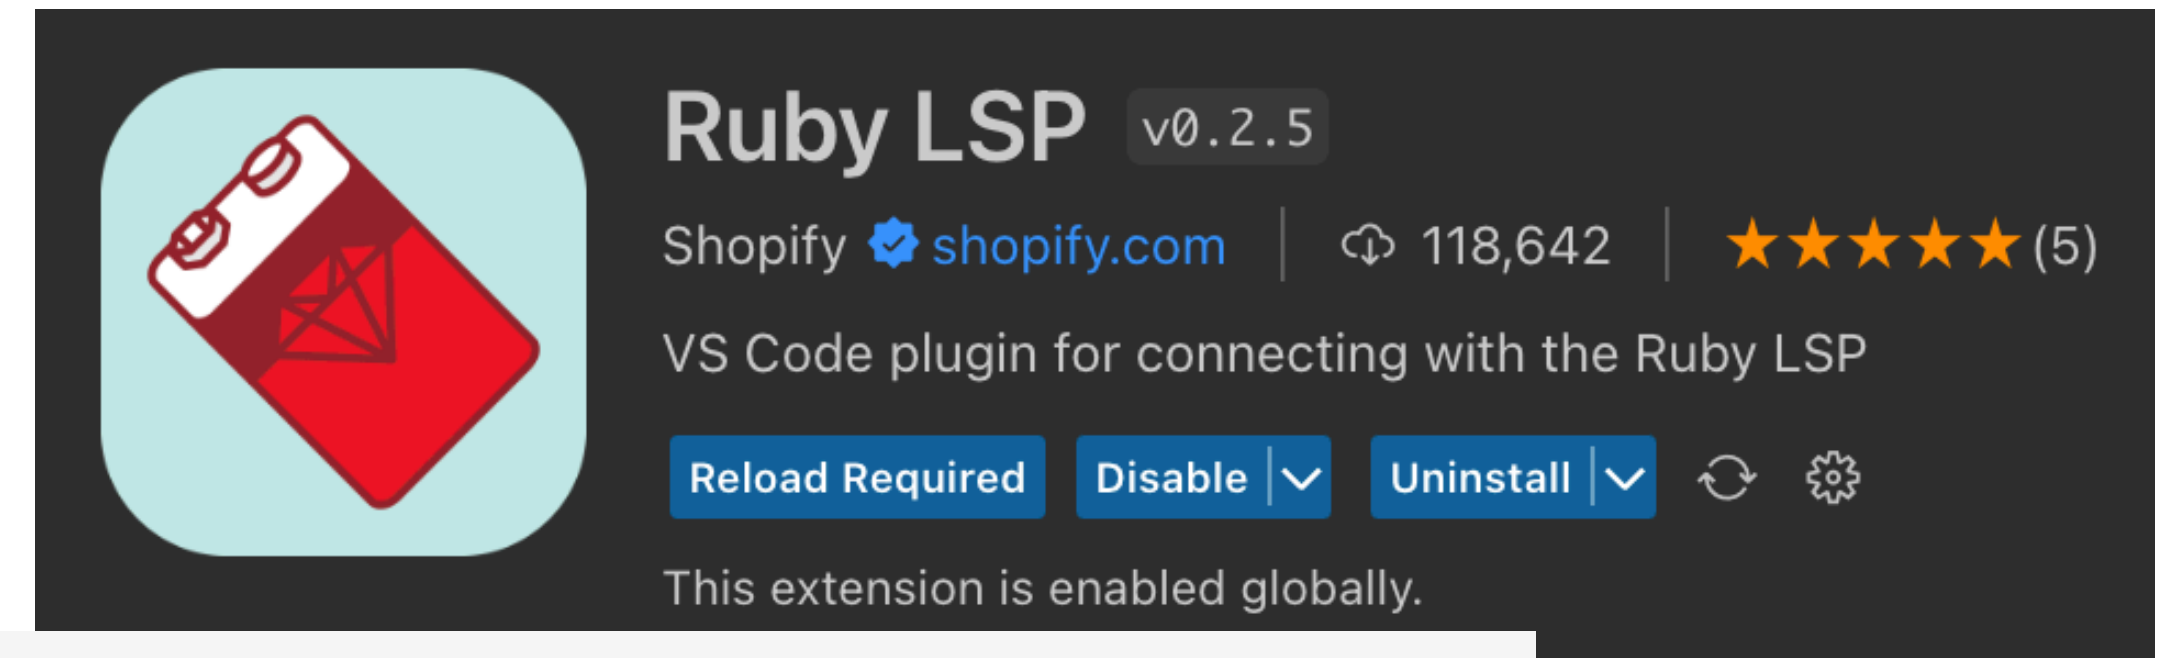 Ruby LSP v0.2.5
Shopify shopify.com 118,642 (5)
VS Code plugin for connecting with the Ruby LSP
Reload Required Disable Uninstall
This extension is enabled globally.